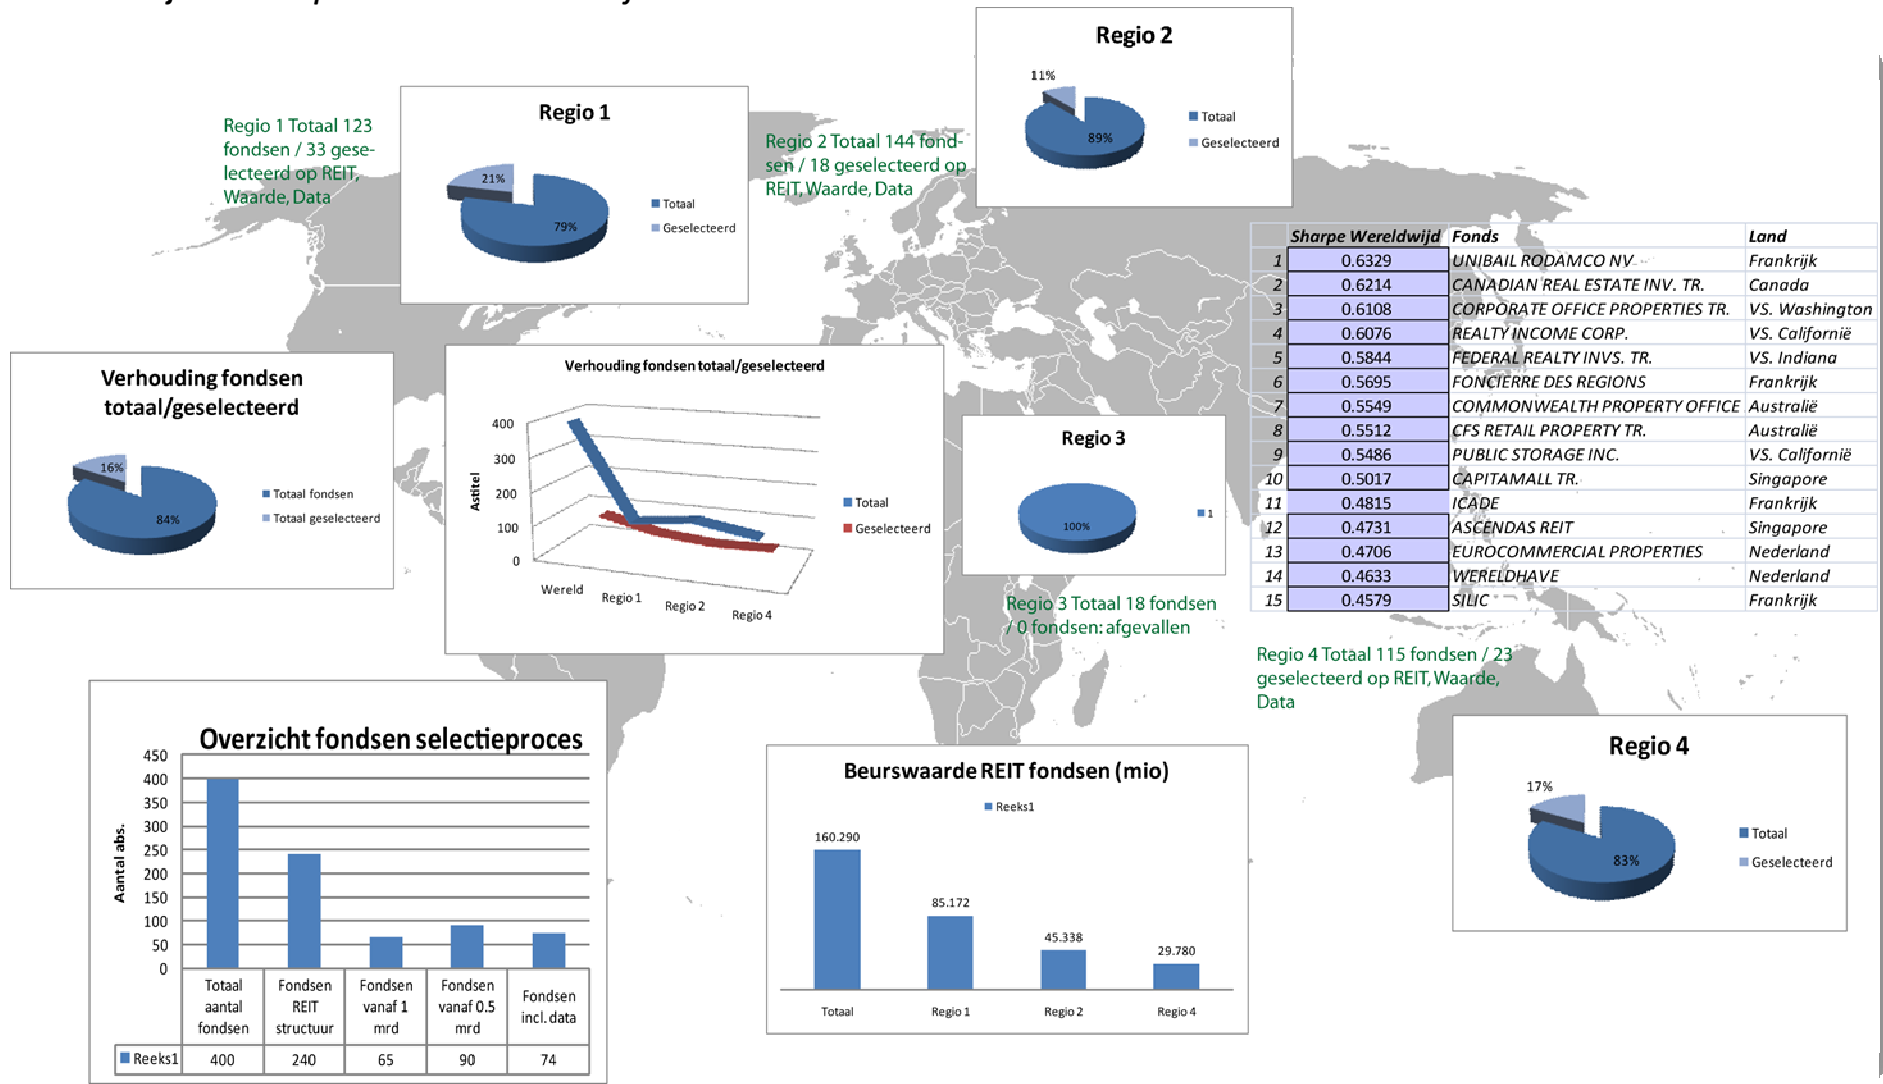 Regio 2
11%
89%
Totaal
Geselecteerd
Regio 1
21%
79%
Totaal
Geselecteerd
Regio 1 Totaal 123
fondsen / 33 gese-
lecteerd op REIT,
Waarde, Data
Regio 2 Totaal 144 fond-
sen / 18 geselecteerd op
REIT, Waarde, Data
Sharpe Wereldwijd Fonds Land
1 0.6329 UNIBAIL RODAMCO NV Frankrijk
2 0.6214 CANADIAN REAL ESTATE INV. TR. Canada
3 0.6108 CORPORATE OFFICE PROPERTIES TR. VS. Washington
4 0.6076 REALTY INCOME CORP. VS. Californië
5 0.5844 FEDERAL REALTY INVS. TR. VS. Indiana
6 0.5695 FONCIERRE DES REGIONS Frankrijk
7 0.5549 COMMONWEALTH PROPERTY OFFICE Australië
8 0.5512 CFS RETAIL PROPERTY TR. Australië
9 0.5486 PUBLIC STORAGE INC. VS. Californië
10 0.5017 CAPITAMALL TR. Singapore
11 0.4815 ICADE Frankrijk
12 0.4731 ASCENDAS REIT Singapore
13 0.4706 EUROCOMMERCIAL PROPERTIES Nederland
14 0.4633 WERELDHAVE Nederland
15 0.4579 SILIC Frankrijk
Verhouding fondsen
totaal/geselecteerd
16%
84%
Totaal fondsen
Totaal geselecteerd
Verhouding fondsen totaal/geselecteerd
Astitel
400
300
200
100
0
Wereld
Regio 1
Regio 2
Regio 4
Totaal
Geselecteerd
Regio 3
100%
1
Regio 3 Totaal 18 fondsen
/ 0 fondsen: afgevallen
Regio 4 Totaal 115 fondsen / 23
geselecteerd op REIT, Waarde,
Data
Regio 4
17%
83%
Totaal
Geselecteerd
Overzicht fondsen selectieproces
Aantal abs.
450
400
350
300
250
200
150
100
50
0
Totaal
aantal
fondsen
Fondsen
REIT
structuur
Fondsen
vanaf 1
mrd
Fondsen
vanaf 0.5
mrd
Fondsen
incl. data
Reeks1 400 240 65 90 74
Beurswaarde REIT fondsen (mio)
Reeks1
160.290
85.172
45.338
29.780
Totaal
Regio 1
Regio 2
Regio 4